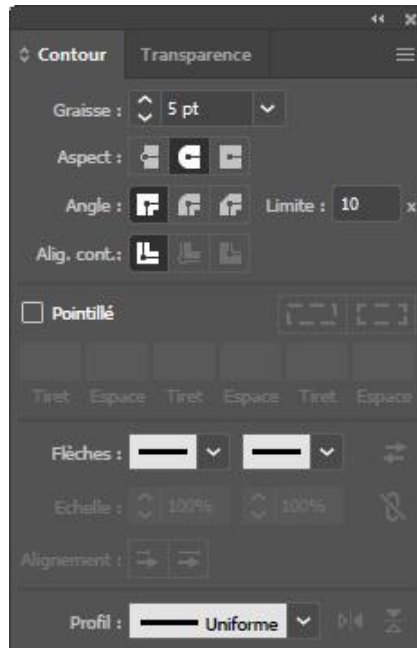 Contour Transparence
Graisse : 5 pt
Aspect :
Angle : Limite : 10 x
Alig. cont.:
Pointillé
Tiret Espace Tiret Espace Tiret Espace
Flèches :
Echelle : 100% 100%
Alignement :
Profil : Uniforme